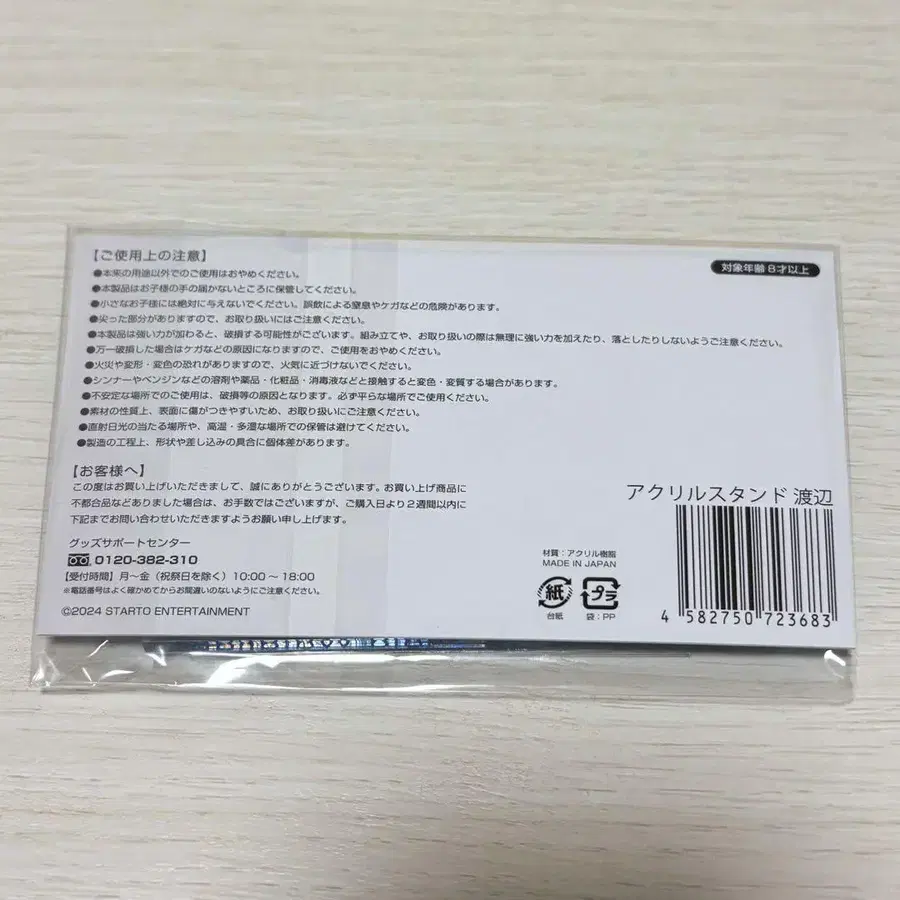 【ご使用上の注意】
対象年齢 8才以上
●本来の用途以外でのご使用はおやめください。
●本製品はお子様の手の届かないところに保管してください。
●小さなお子様には絶対に与えないでください。誤飲による窒息やケガなどの危険があります。
●尖った部分がありますので、お取り扱いにはご注意ください。
●本製品は強い力が加わると、破損する可能性がございます。組み立てや、お取り扱いの際は無理に強い力を加えたり、落としたりしないようご注意ください。
●万一破損した場合はケガなどの原因になりますので、ご使用をおやめください。
●火災や変形・変色の恐れがありますので、火気に近づけないでください。
●シンナーやベンジンなどの溶剤や薬品・化粧品・消毒液などと接触すると変色・変質する場合があります。
●不安定な場所でのご使用は、破損等の原因となります。必ず平らな場所でご使用ください。
●素材の性質上、表面に傷がつきやすいため、お取り扱いにご注意ください。
●直射日光の当たる場所や、高温・多湿な場所での保管は避けてください。
●製造の工程上、形状や差し込みの具合に個体差があります。
【お客様へ】
この度はお買い上げいただきまして、誠にありがとうございます。お買い上げ商品に
不都合品などありました場合は、お手数ではございますが、ご購入日より2週間以内に
下記までお問い合わせいただきますようお願い申し上げます。
グッズサポートセンター
0120-382-310
【受付時間】月～金（祝祭日を除く）10:00～18:00
※電話番号はよく確かめてからお間違いのないようにご注意ください。
©2024 STARTO ENTERTAINMENT
アクリルスタンド 渡辺
材質：アクリル樹脂
MADE IN JAPAN
紙
プラ
台紙
袋：PP
4 582750 723683